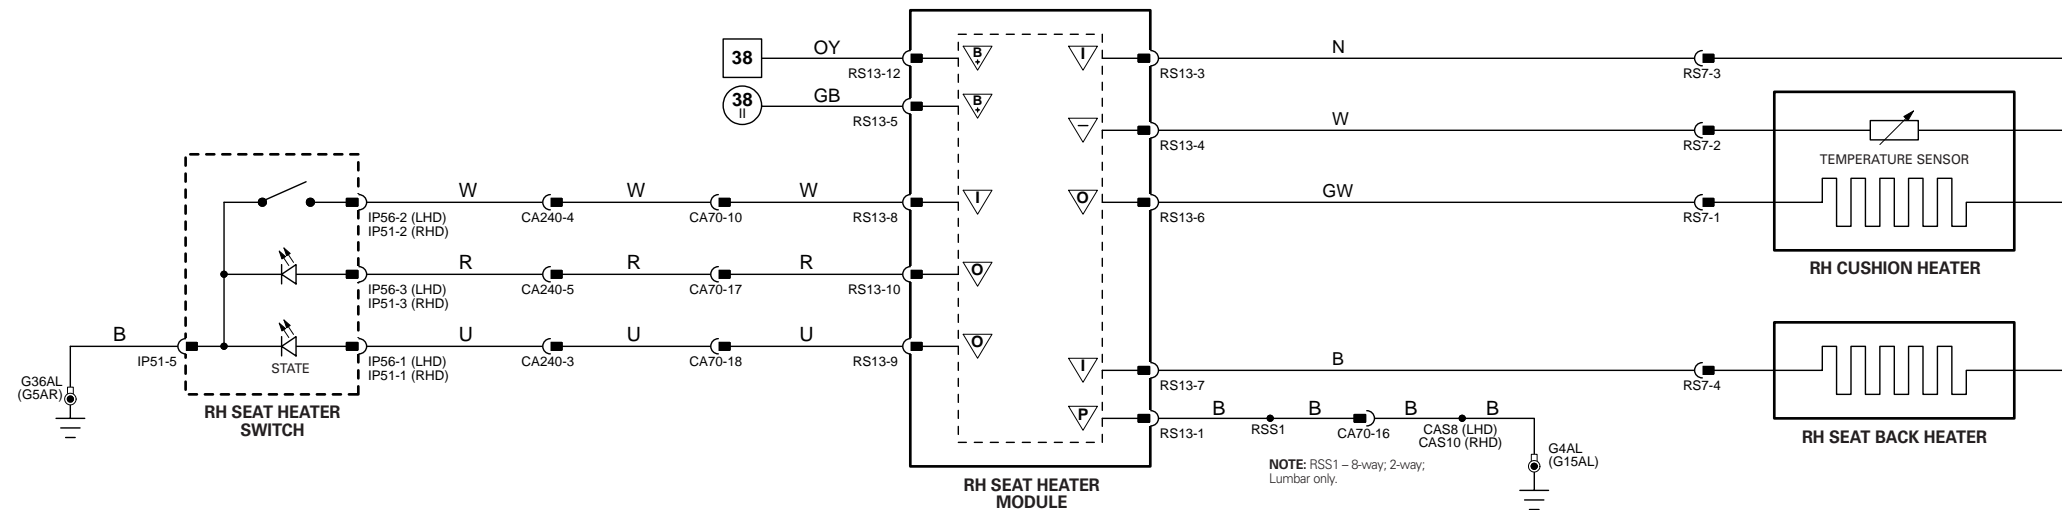 38
OY
RS13-12
B
+
I
RS13-3
N
RS7-3
38
II
GB
RS13-5
B
+
–
RS13-4
W
RS7-2
TEMPERATURE SENSOR
W
W
W
IP56-2 (LHD)
IP51-2 (RHD)
CA240-4
CA70-10
RS13-8
I
O
RS13-6
GW
RS7-1
RH CUSHION HEATER
R
R
R
IP56-3 (LHD)
IP51-3 (RHD)
CA240-5
CA70-17
RS13-10
O
B
IP51-5
STATE
U
U
U
IP56-1 (LHD)
IP51-1 (RHD)
CA240-3
CA70-18
RS13-9
O
G36AL
(G5AR)
RH SEAT HEATER
SWITCH
I
RS13-7
B
RS7-4
RH SEAT BACK HEATER
P
RS13-1
B
RSS1
B
CA70-16
B
CAS8 (LHD)
CAS10 (RHD)
B
G4AL
(G15AL)
NOTE: RSS1 – 8-way; 2-way;
Lumbar only.
RH SEAT HEATER
MODULE